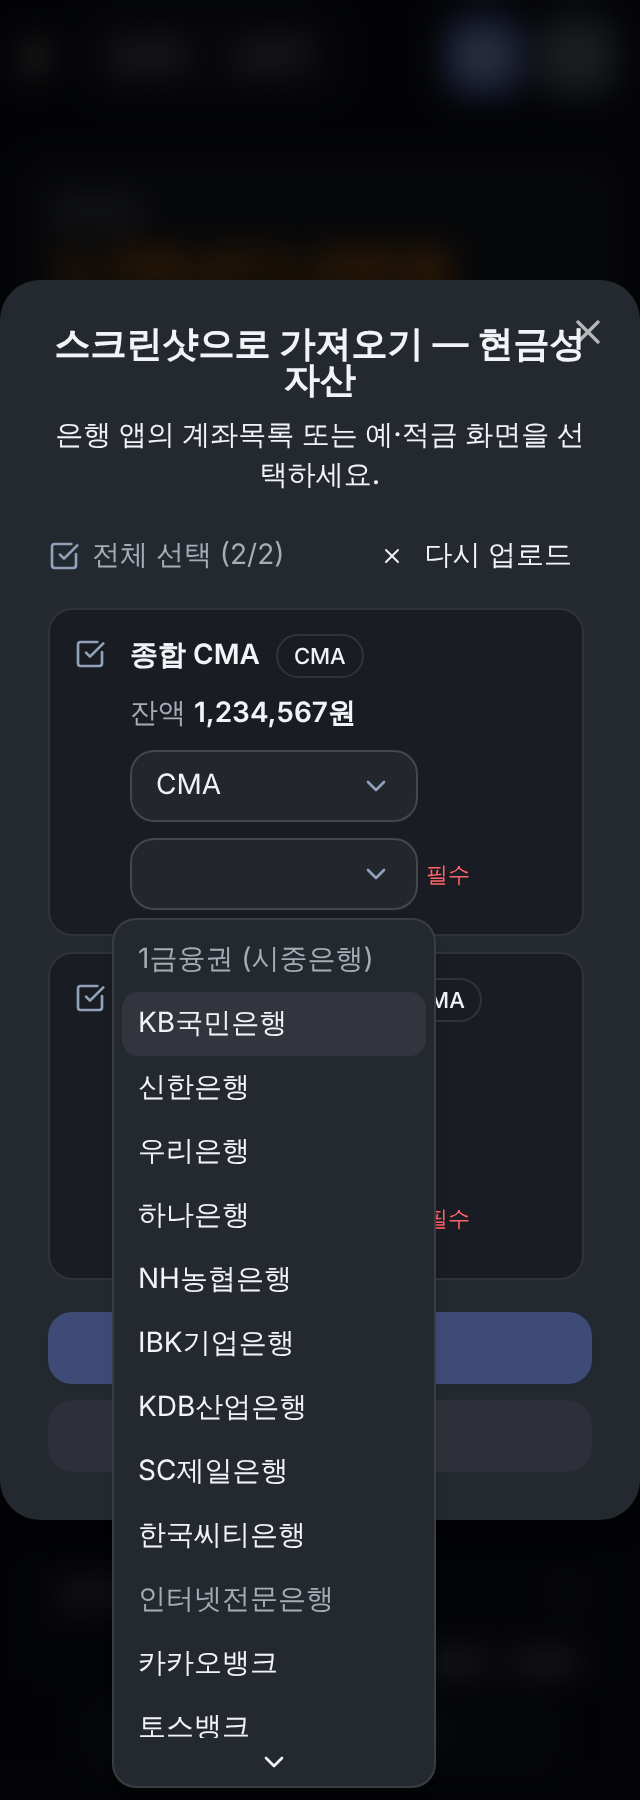 스크린샷으로 가져오기 — 현금성
자산
은행 앱의 계좌목록 또는 예·적금 화면을 선
택하세요.
전체 선택 (2/2)
다시 업로드
종합 CMA
CMA
잔액 1,234,567원
CMA
필수
1금융권 (시중은행)
KB국민은행
MA
신한은행
우리은행
하나은행
필수
NH농협은행
IBK기업은행
KDB산업은행
SC제일은행
한국씨티은행
인터넷전문은행
카카오뱅크
토스뱅크